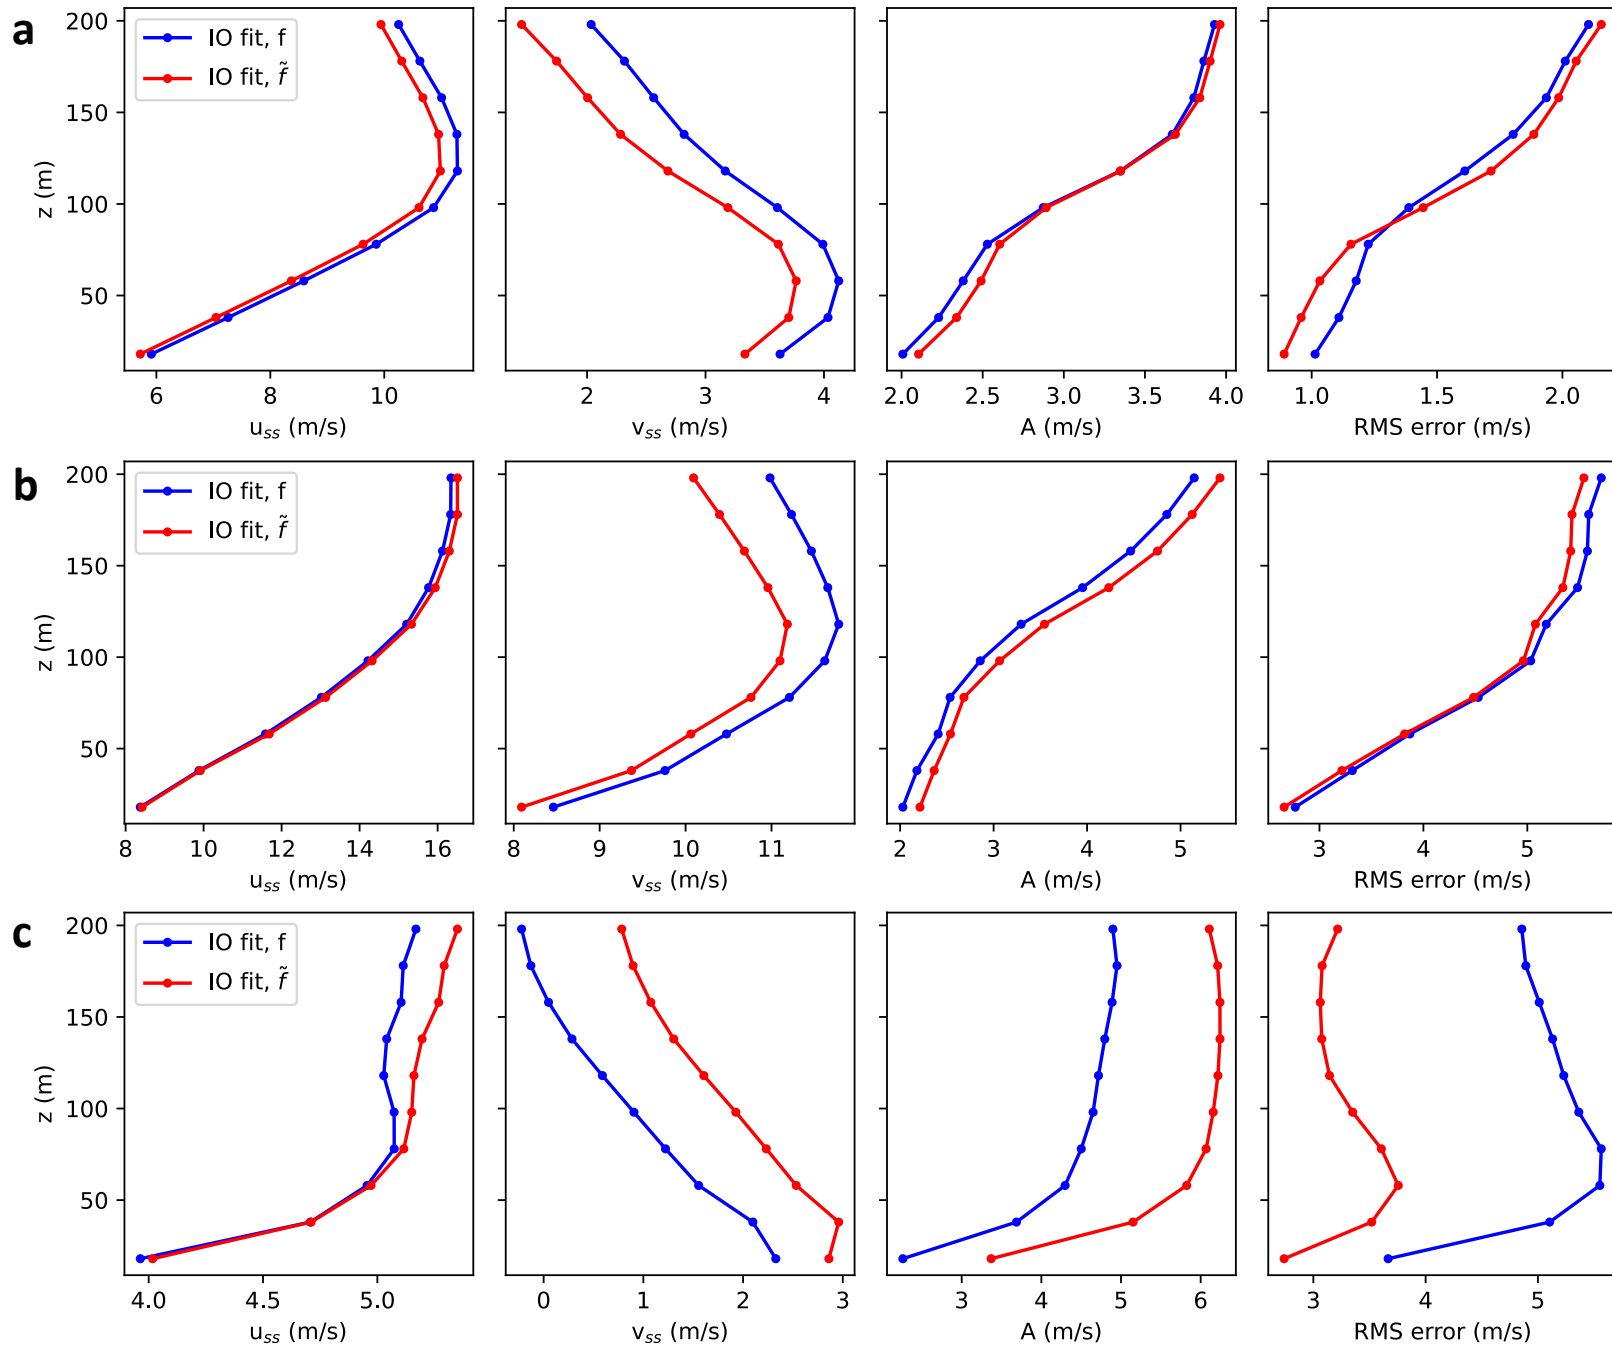 a
IO fit, f
IO fit, f̃
200
150
100
50
z (m)
6 8 10
u_ss (m/s)
2 3 4
v_ss (m/s)
2.0 2.5 3.0 3.5 4.0
A (m/s)
1.0 1.5 2.0
RMS error (m/s)
b
IO fit, f
IO fit, f̃
200
150
100
50
z (m)
8 10 12 14 16
u_ss (m/s)
8 9 10 11
v_ss (m/s)
2 3 4 5
A (m/s)
3 4 5
RMS error (m/s)
c
IO fit, f
IO fit, f̃
200
150
100
50
z (m)
4.0 4.5 5.0
u_ss (m/s)
0 1 2 3
v_ss (m/s)
3 4 5 6
A (m/s)
3 4 5
RMS error (m/s)